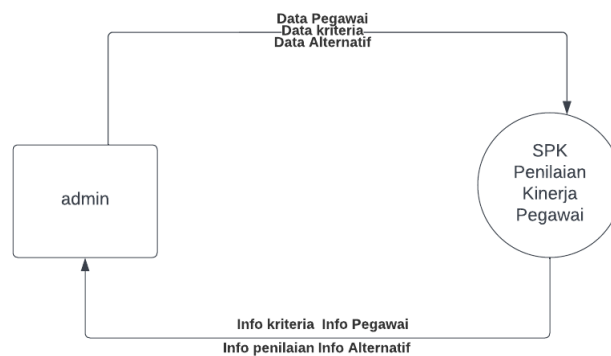 Data Pegawai
Data kriteria
Data Alternatif
admin
SPK
Penilaian
Kinerja
Pegawai
Info kriteria Info Pegawai
Info penilaian Info Alternatif